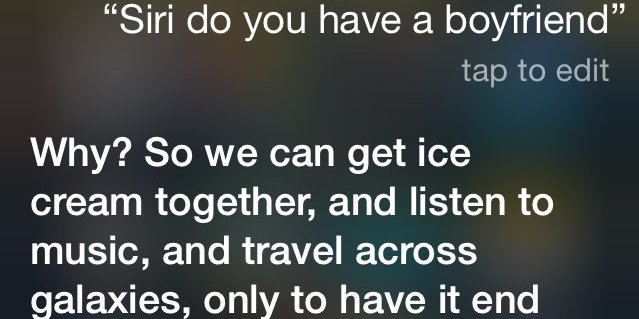 “Siri do you have a boyfriend”
tap to edit
Why? So we can get ice
cream together, and listen to
music, and travel across
galaxies, only to have it end